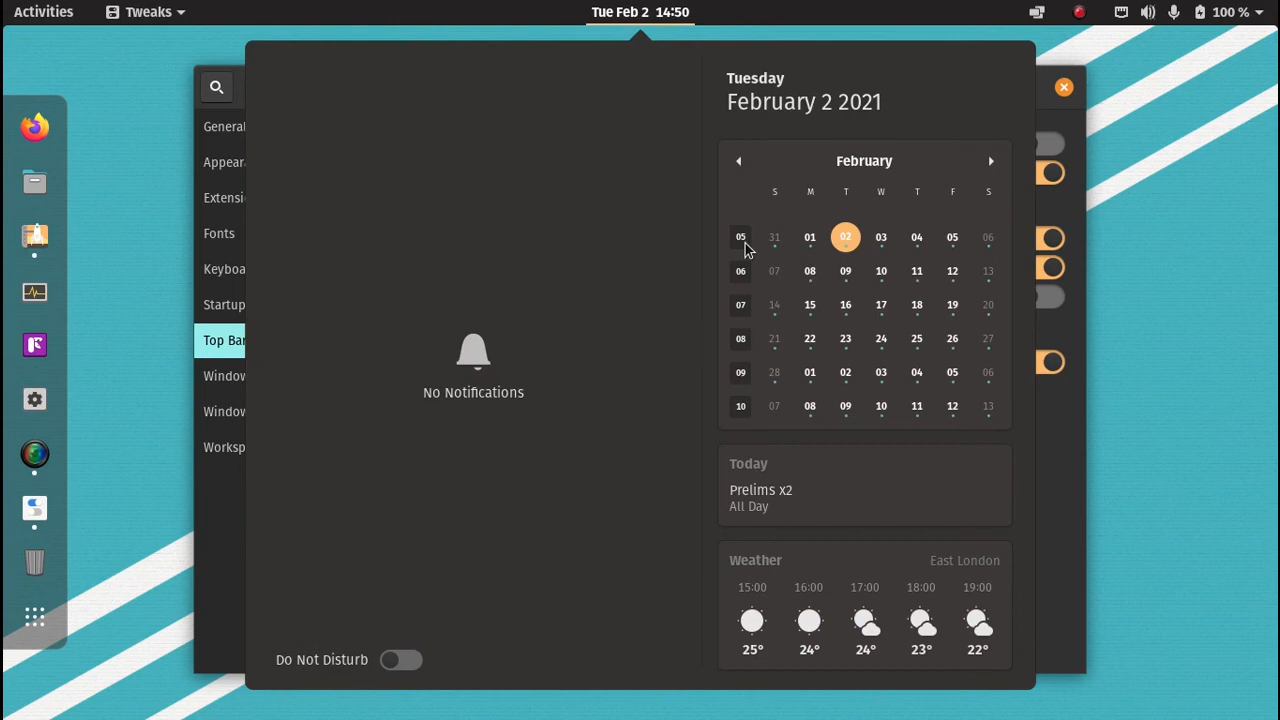 Activities Tweaks Tue Feb 2 14:50 100 %
General
Appear
Extensi
Fonts
Keyboa
Startup
Top Bar
Window
Window
Worksp
No Notifications
Do Not Disturb
Tuesday
February 2 2021
February
S M T W T F S
05 31 01 02 03 04 05 06
06 07 08 09 10 11 12 13
07 14 15 16 17 18 19 20
08 21 22 23 24 25 26 27
09 28 01 02 03 04 05 06
10 07 08 09 10 11 12 13
Today
Prelims x2
All Day
Weather East London
15:00 16:00 17:00 18:00 19:00
25° 24° 24° 23° 22°